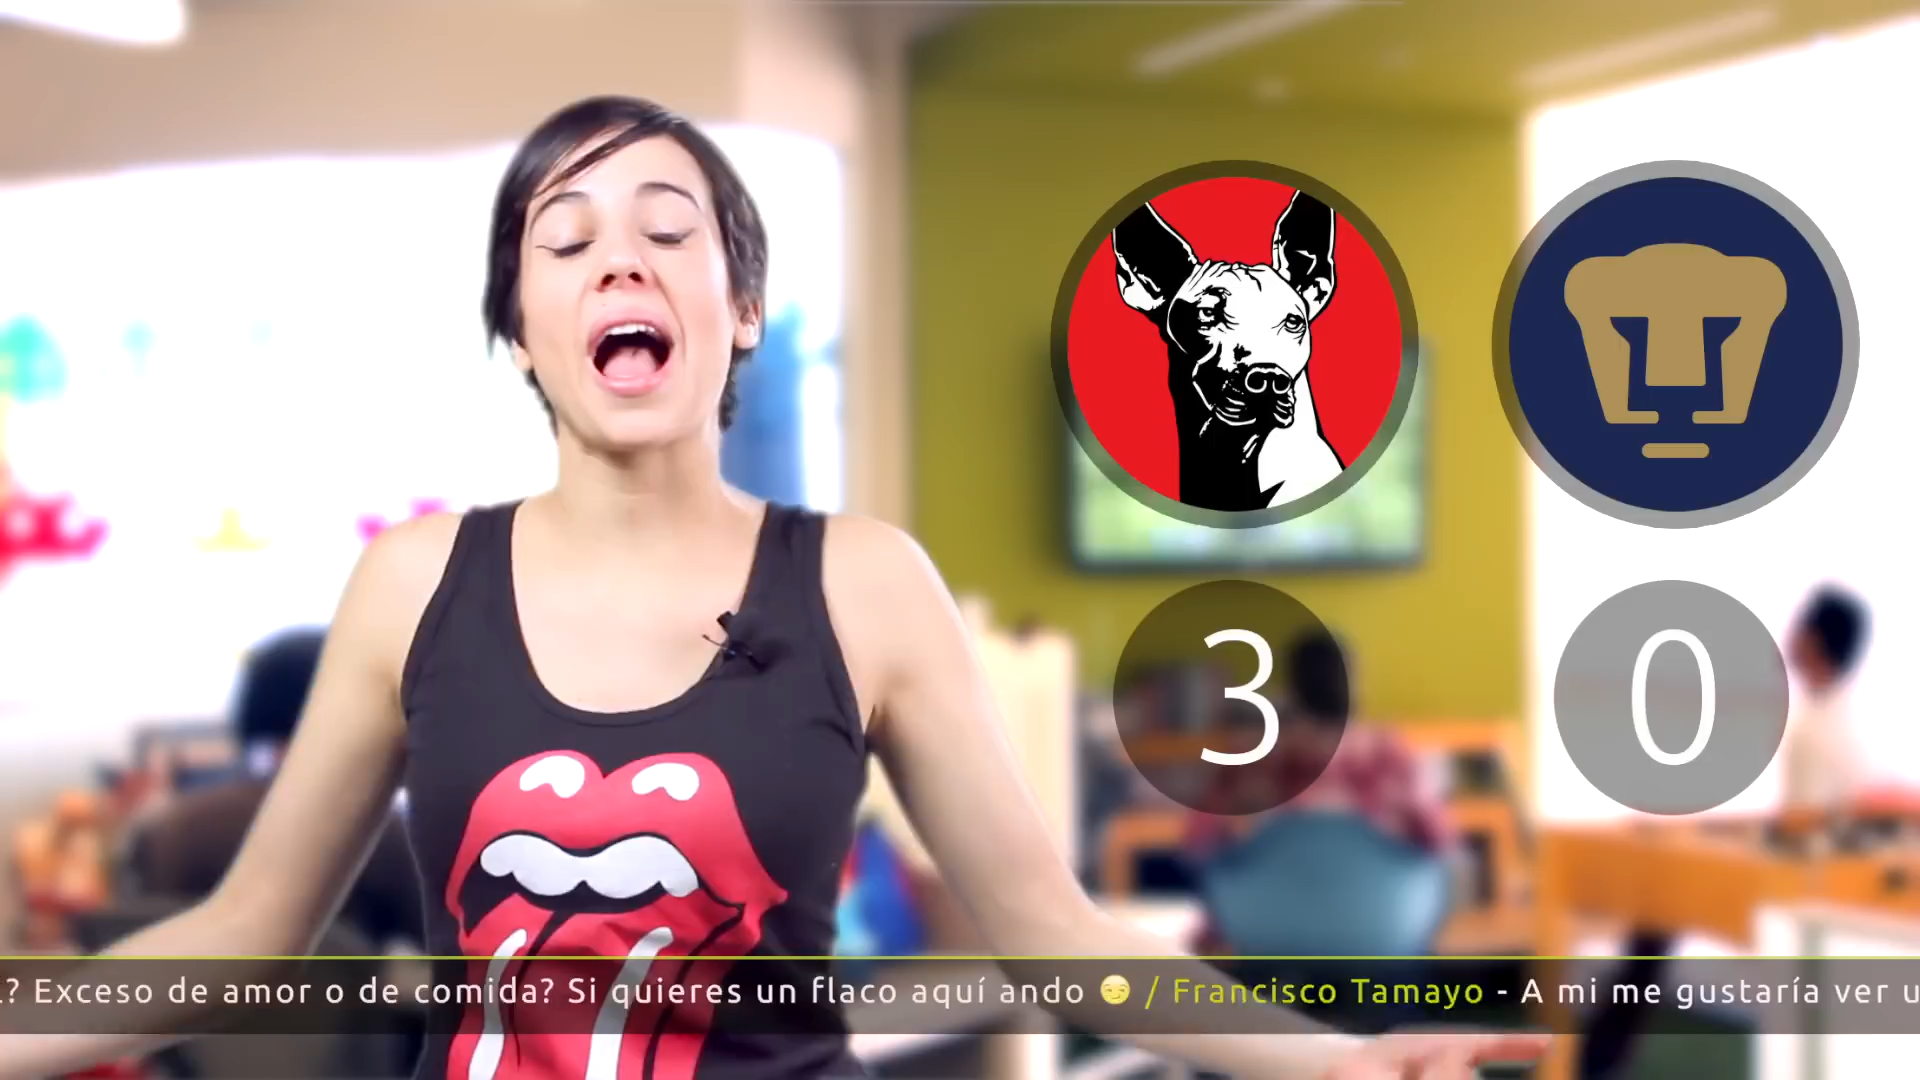 3
0
? Exceso de amor o de comida? Si quieres un flaco aquí ando 😏 / Francisco Tamayo - A mi me gustaría ver u